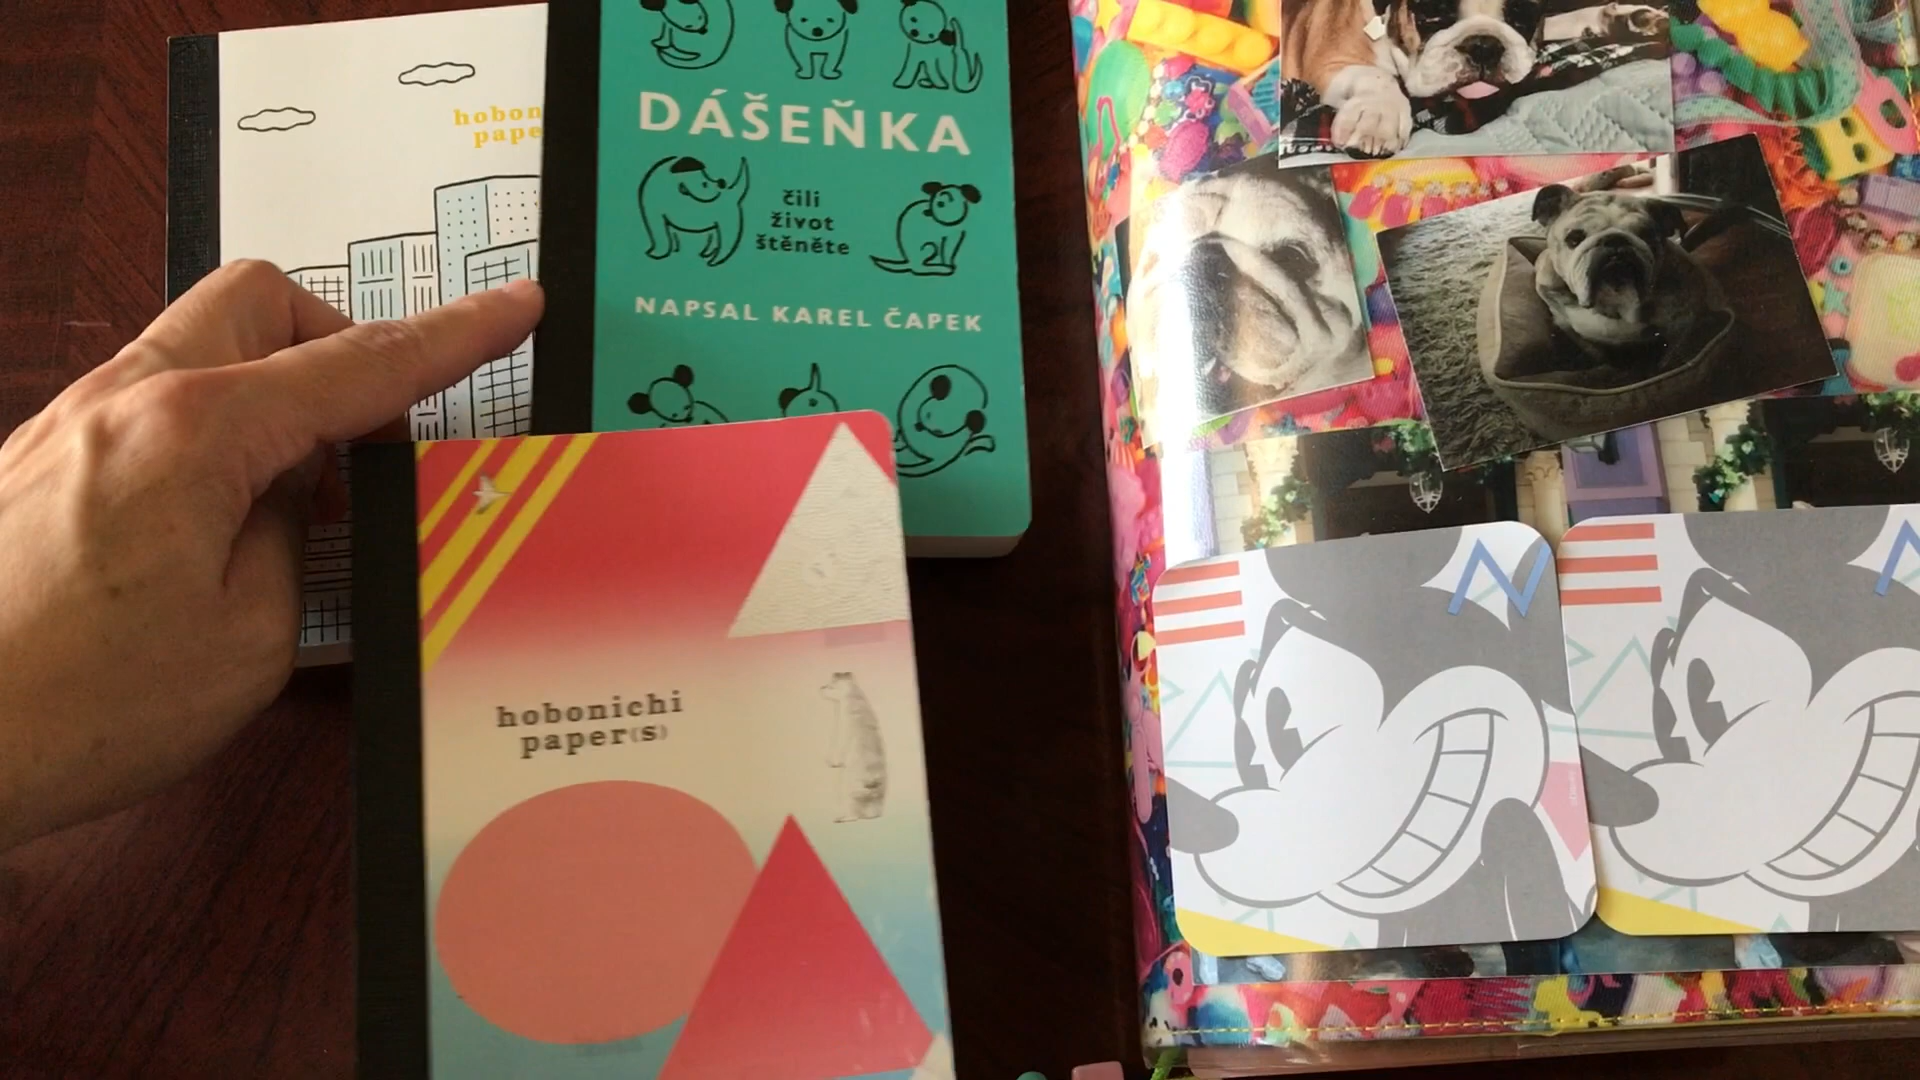 hobon
pape
DÁŠEŇKA
čili
život
štěněte
NAPSAL KAREL ČAPEK
hobonichi
paper(s)